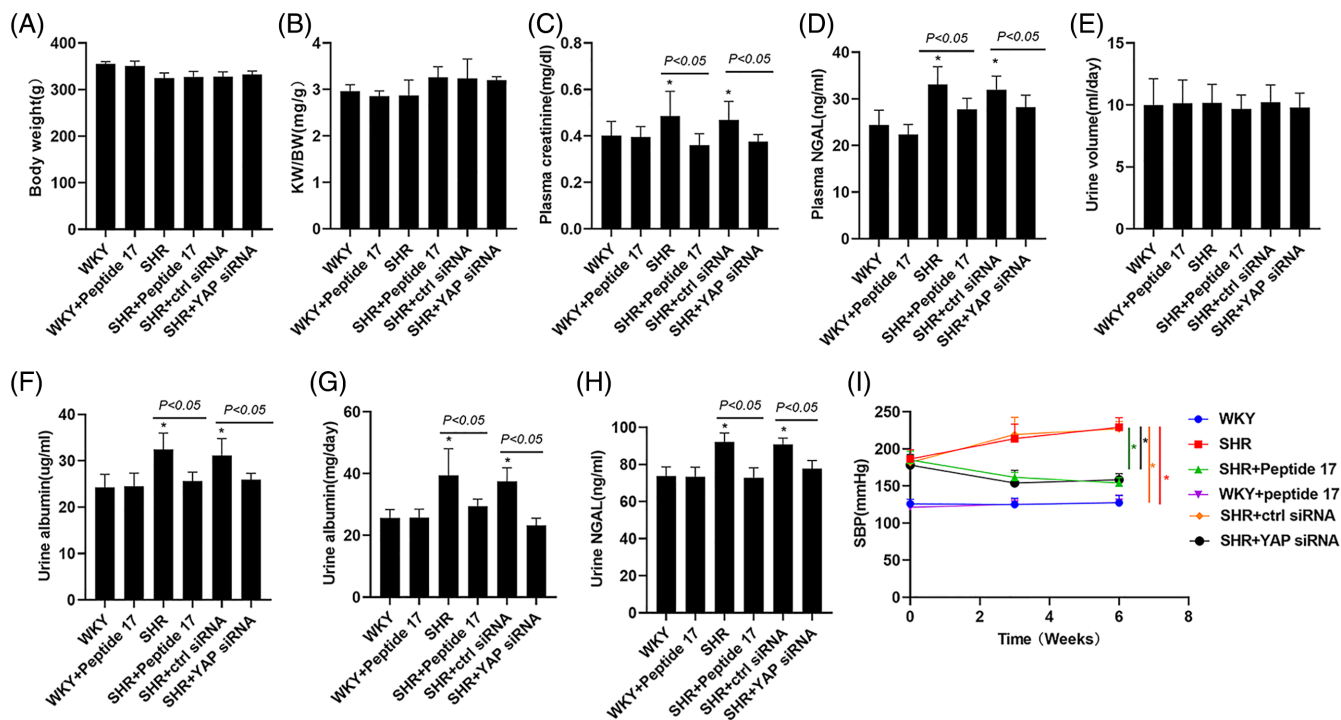 (A)
Body weight(g)
400
300
200
100
0
WKY
WKY+Peptide 17
SHR
SHR+Peptide 17
SHR+ctrl siRNA
SHR+YAP siRNA
(B)
KW/BW(mg/g)
4
3
2
1
0
WKY
WKY+Peptide 17
SHR
SHR+Peptide 17
SHR+ctrl siRNA
SHR+YAP siRNA
(C)
Plasma creatinine(mg/dl)
0.8
0.6
0.4
0.2
0.0
P<0.05
P<0.05
*
*
WKY
WKY+Peptide 17
SHR
SHR+Peptide 17
SHR+ctrl siRNA
SHR+YAP siRNA
(D)
Plasma NGAL(ng/ml)
40
30
20
10
0
P<0.05
P<0.05
*
*
WKY
WKY+Peptide 17
SHR
SHR+Peptide 17
SHR+ctrl siRNA
SHR+YAP siRNA
(E)
Urine volume(ml/day)
15
10
5
0
WKY
WKY+Peptide 17
SHR
SHR+Peptide 17
SHR+ctrl siRNA
SHR+YAP siRNA
(F)
Urine albumin(ug/ml)
40
30
20
10
0
P<0.05
P<0.05
*
*
WKY
WKY+Peptide 17
SHR
SHR+Peptide 17
SHR+ctrl siRNA
SHR+YAP siRNA
(G)
Urine albumin(mg/day)
60
40
20
0
P<0.05
P<0.05
*
*
WKY
WKY+Peptide 17
SHR
SHR+Peptide 17
SHR+ctrl siRNA
SHR+YAP siRNA
(H)
Urine NGAL(ng/ml)
100
80
60
40
20
0
P<0.05
P<0.05
*
*
WKY
WKY+Peptide 17
SHR
SHR+Peptide 17
SHR+ctrl siRNA
SHR+YAP siRNA
(I)
SBP(mmHg)
250
200
150
100
50
0
0
2
4
6
8
Time（Weeks）
*
*
*
*
WKY
SHR
SHR+Peptide 17
WKY+peptide 17
SHR+ctrl siRNA
SHR+YAP siRNA